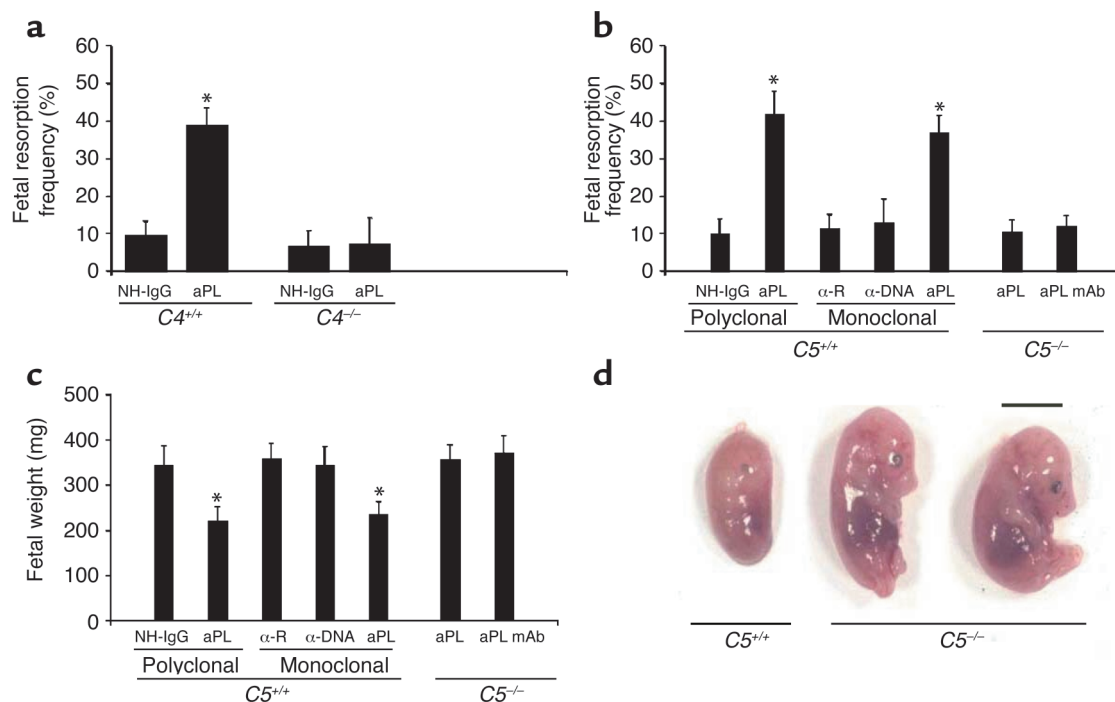 a
Fetal resorption
frequency (%)
60
50
40
30
20
10
0
*
NH-IgG aPL NH-IgG aPL
C4+/+ C4–/–
b
Fetal resorption
frequency (%)
60
50
40
30
20
10
0
* *
NH-IgG aPL α-R α-DNA aPL aPL aPL mAb
Polyclonal Monoclonal
C5+/+ C5–/–
c
Fetal weight (mg)
500
400
300
200
100
0
* *
NH-IgG aPL α-R α-DNA aPL aPL aPL mAb
Polyclonal Monoclonal
C5+/+ C5–/–
d
C5+/+ C5–/–